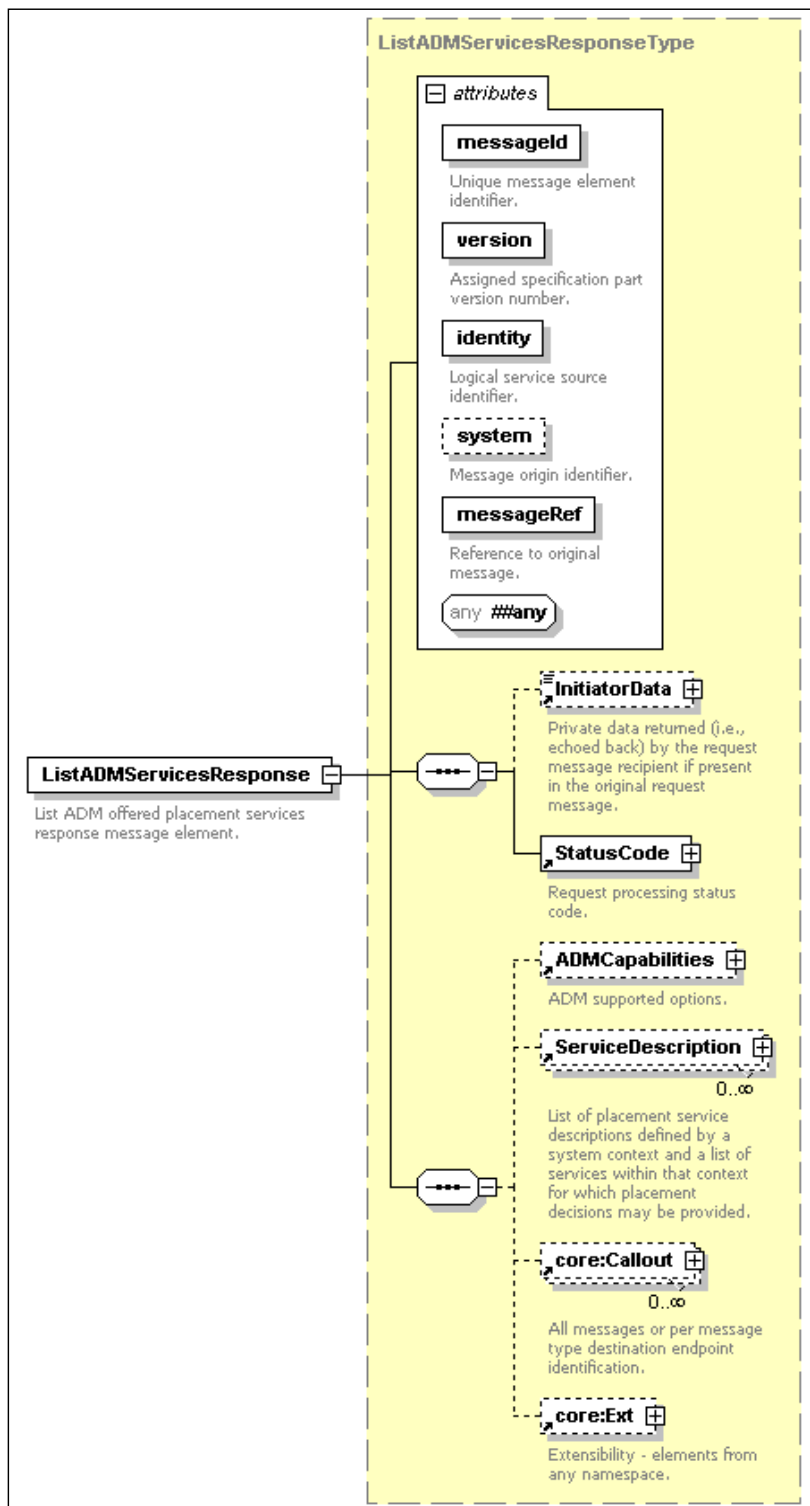 ListADMServicesResponseType
attributes
messageId
Unique message element
identifier.
version
Assigned specification part
version number.
identity
Logical service source
identifier.
system
Message origin identifier.
messageRef
Reference to original
message.
any ##any
InitiatorData
Private data returned (i.e.,
echoed back) by the request
message recipient if present
in the original request
message.
ListADMServicesResponse
List ADM offered placement services
response message element.
StatusCode
Request processing status
code.
ADMCapabilities
ADM supported options.
ServiceDescription
0..∞
List of placement service
descriptions defined by a
system context and a list of
services within that context
for which placement
decisions may be provided.
core:Callout
0..∞
All messages or per message
type destination endpoint
identification.
core:Ext
Extensibility - elements from
any namespace.